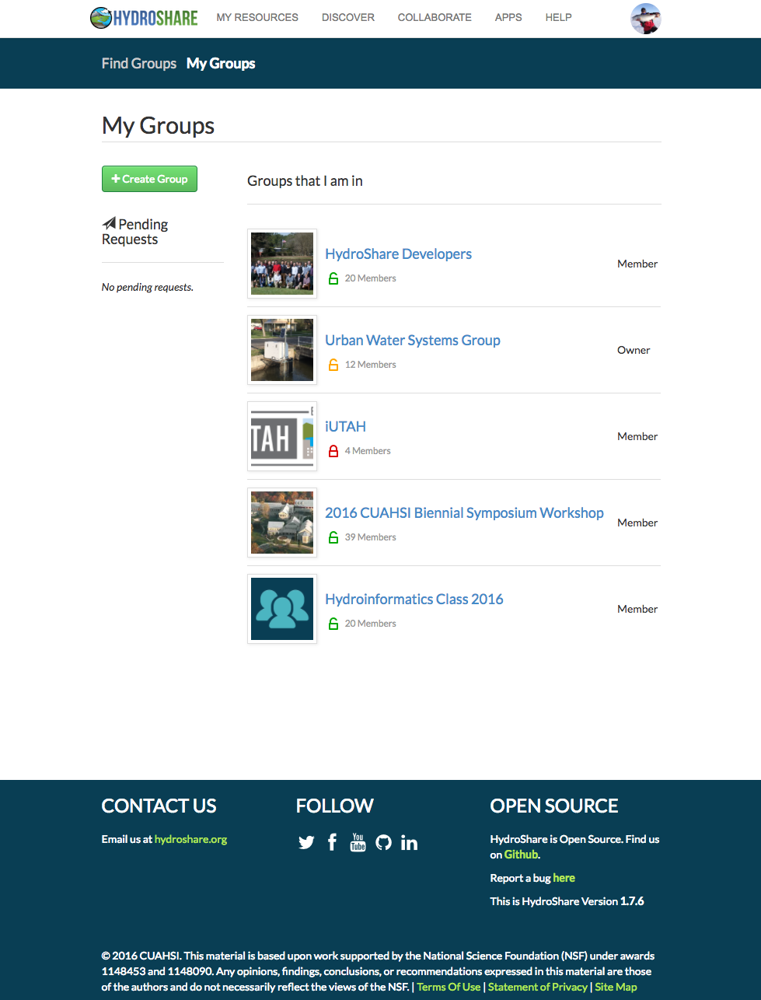 HYDROSHARE MY RESOURCES DISCOVER COLLABORATE APPS HELP
Find Groups My Groups
My Groups
Create Group
Pending
Requests
No pending requests.
Groups that I am in
HydroShare Developers
20 Members
Member
Urban Water Systems Group
12 Members
Owner
TAH
iUTAH
4 Members
Member
2016 CUAHSI Biennial Symposium Workshop
39 Members
Member
Hydroinformatics Class 2016
20 Members
Member
CONTACT US
Email us at hydroshare.org
FOLLOW
You
Tube
OPEN SOURCE
HydroShare is Open Source. Find us
on Github.
Report a bug here
This is HydroShare Version 1.7.6
© 2016 CUAHSI. This material is based upon work supported by the National Science Foundation (NSF) under awards
1148453 and 1148090. Any opinions, findings, conclusions, or recommendations expressed in this material are those
of the authors and do not necessarily reflect the views of the NSF. | Terms Of Use | Statement of Privacy | Site Map